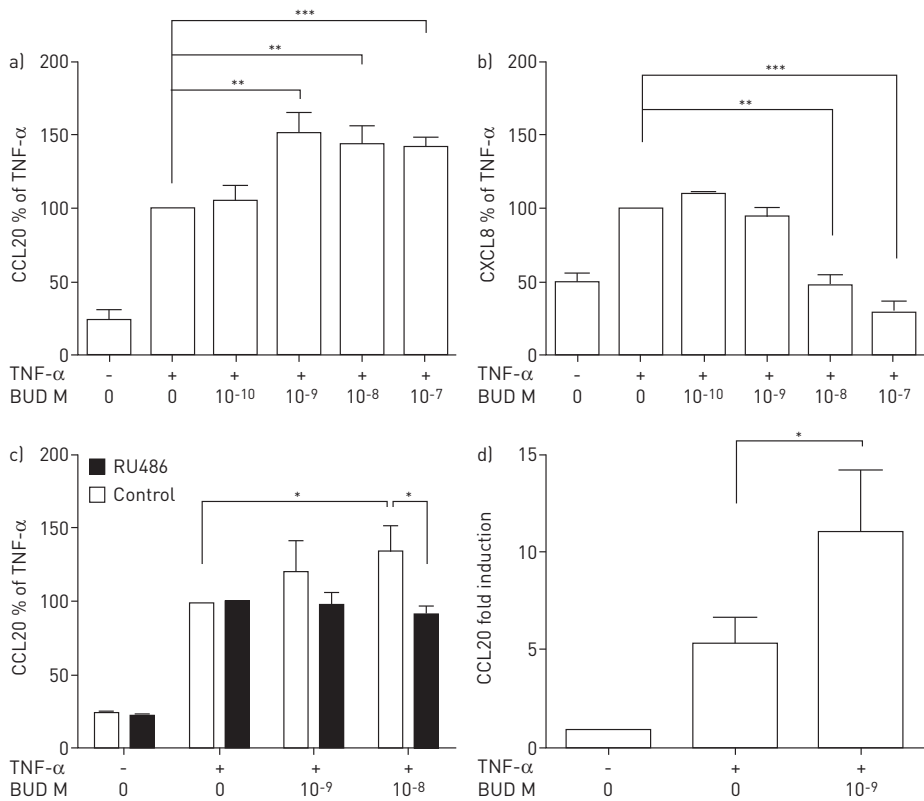 a)
CCL20 % of TNF-α
200
150
100
50
0
***
**
**
TNF-α - + + + + +
BUD M 0 0 10⁻¹⁰ 10⁻⁹ 10⁻⁸ 10⁻⁷
b)
CXCL8 % of TNF-α
200
150
100
50
0
***
**
TNF-α - + + + + +
BUD M 0 0 10⁻¹⁰ 10⁻⁹ 10⁻⁸ 10⁻⁷
c)
CCL20 % of TNF-α
200
150
100
50
0
RU486
Control
*
*
TNF-α - + + +
BUD M 0 0 10⁻⁹ 10⁻⁸
d)
CCL20 fold induction
15
10
5
0
*
TNF-α - + +
BUD M 0 0 10⁻⁹